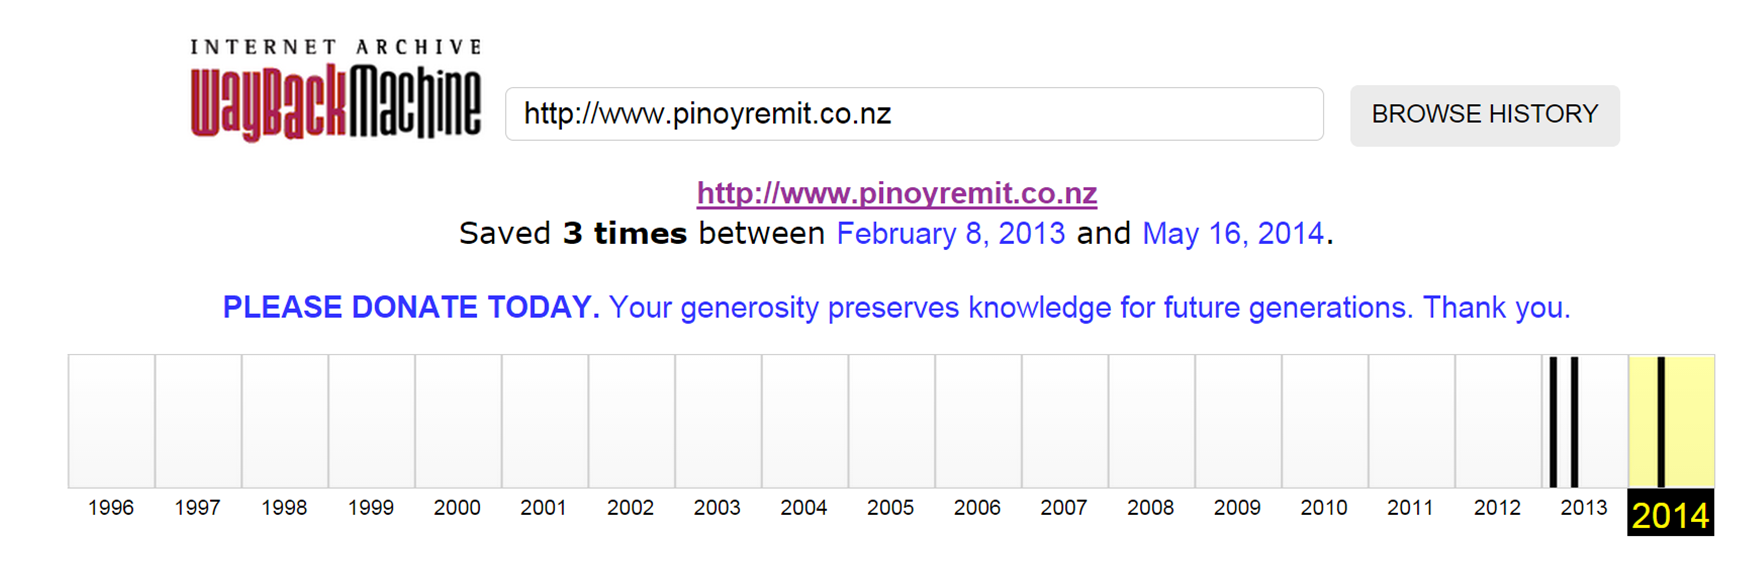 INTERNET ARCHIVE
WayBackMachine
http://www.pinoyremit.co.nz
BROWSE HISTORY
http://www.pinoyremit.co.nz
Saved 3 times between February 8, 2013 and May 16, 2014.
PLEASE DONATE TODAY. Your generosity preserves knowledge for future generations. Thank you.
1996 1997 1998 1999 2000 2001 2002 2003 2004 2005 2006 2007 2008 2009 2010 2011 2012 2013 2014